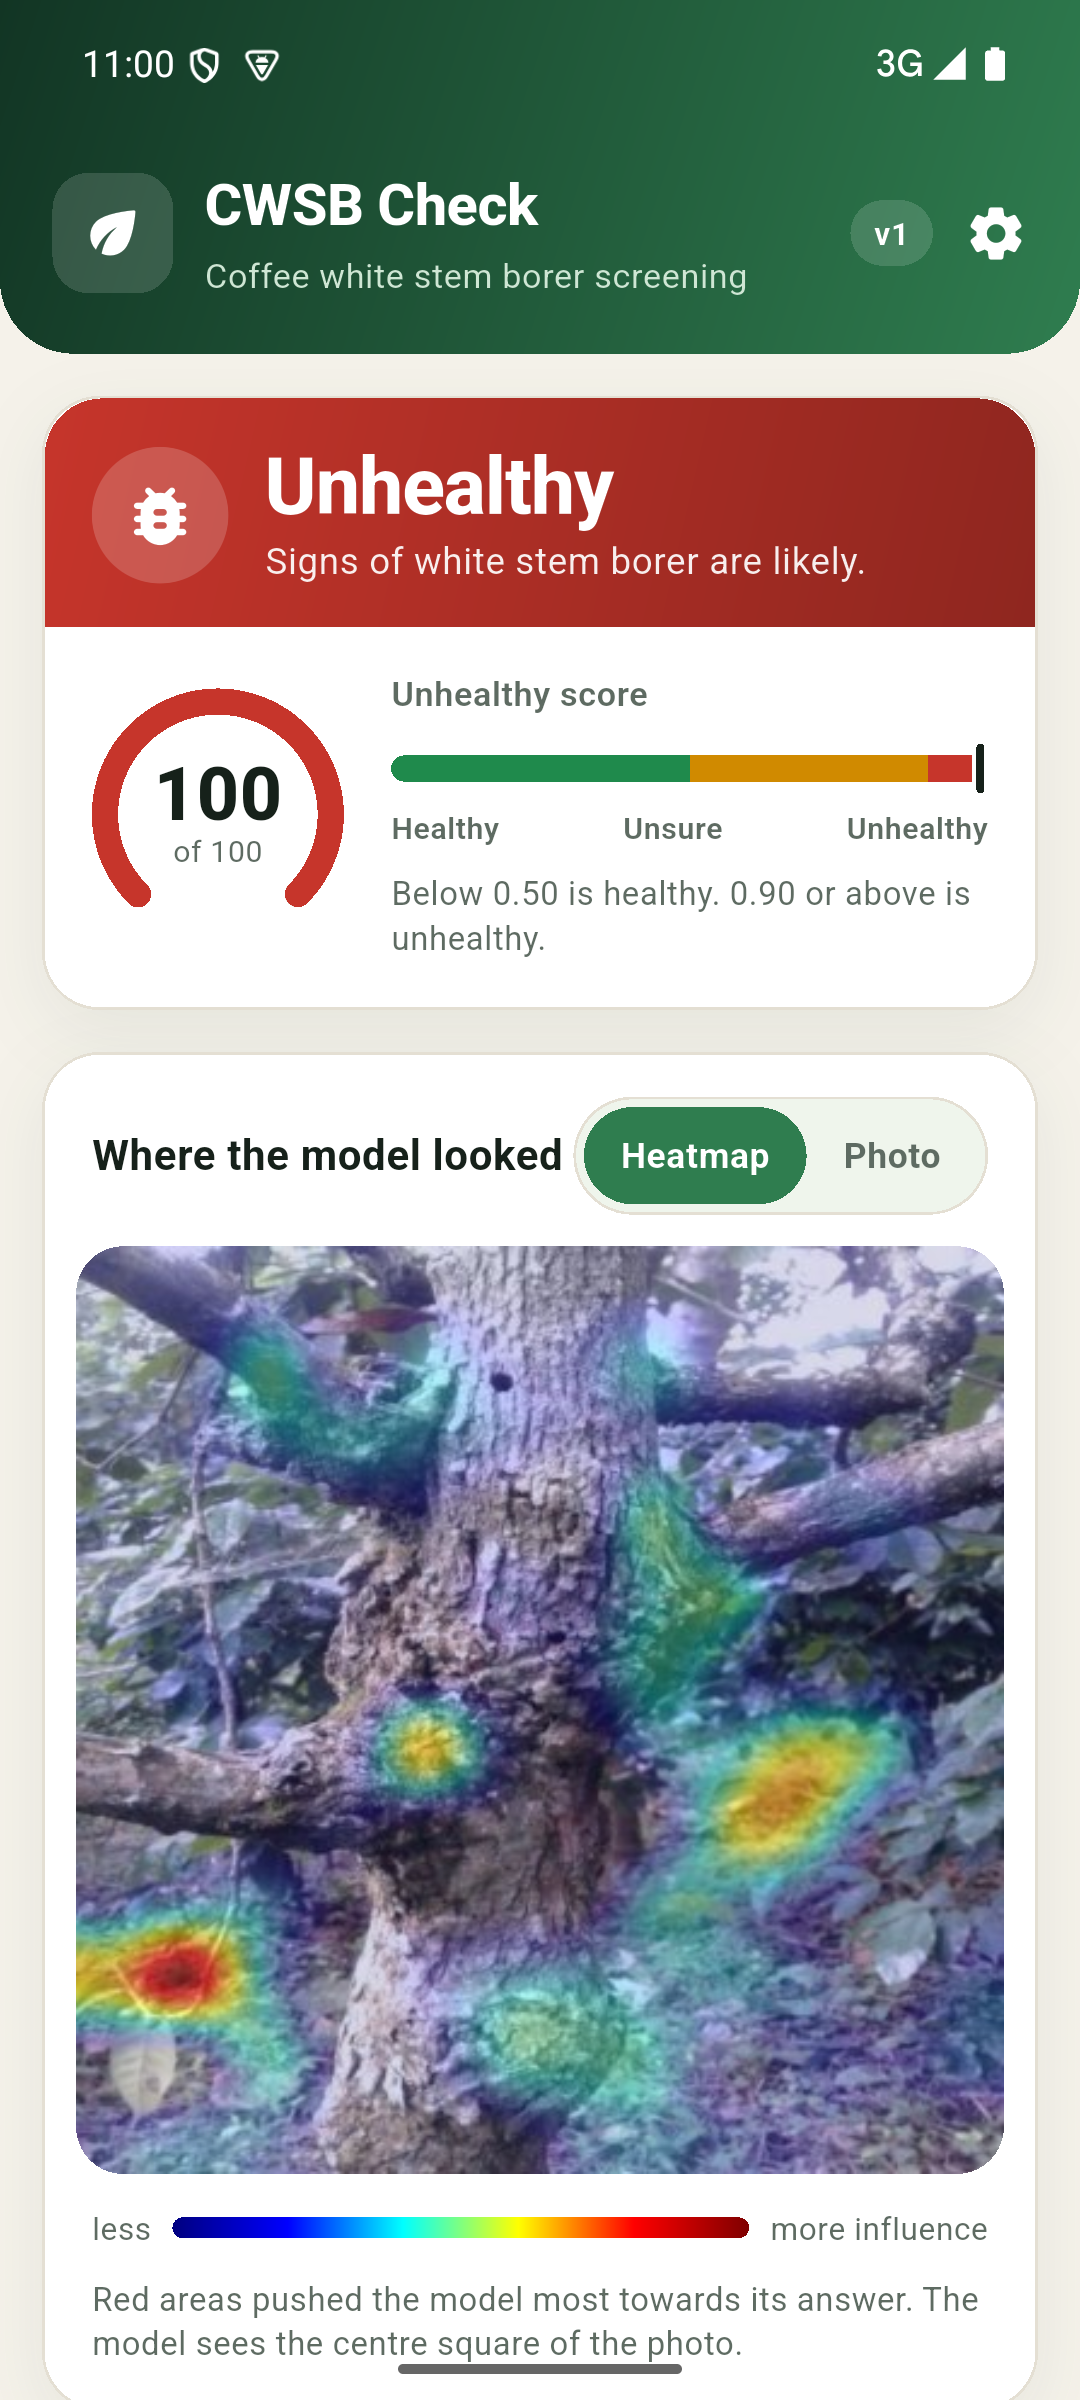 11:00
3G
CWSB Check
Coffee white stem borer screening
v1
Unhealthy
Signs of white stem borer are likely.
100
of 100
Unhealthy score
Healthy
Unsure
Unhealthy
Below 0.50 is healthy. 0.90 or above is
unhealthy.
Where the model looked
Heatmap
Photo
less
more influence
Red areas pushed the model most towards its answer. The
model sees the centre square of the photo.